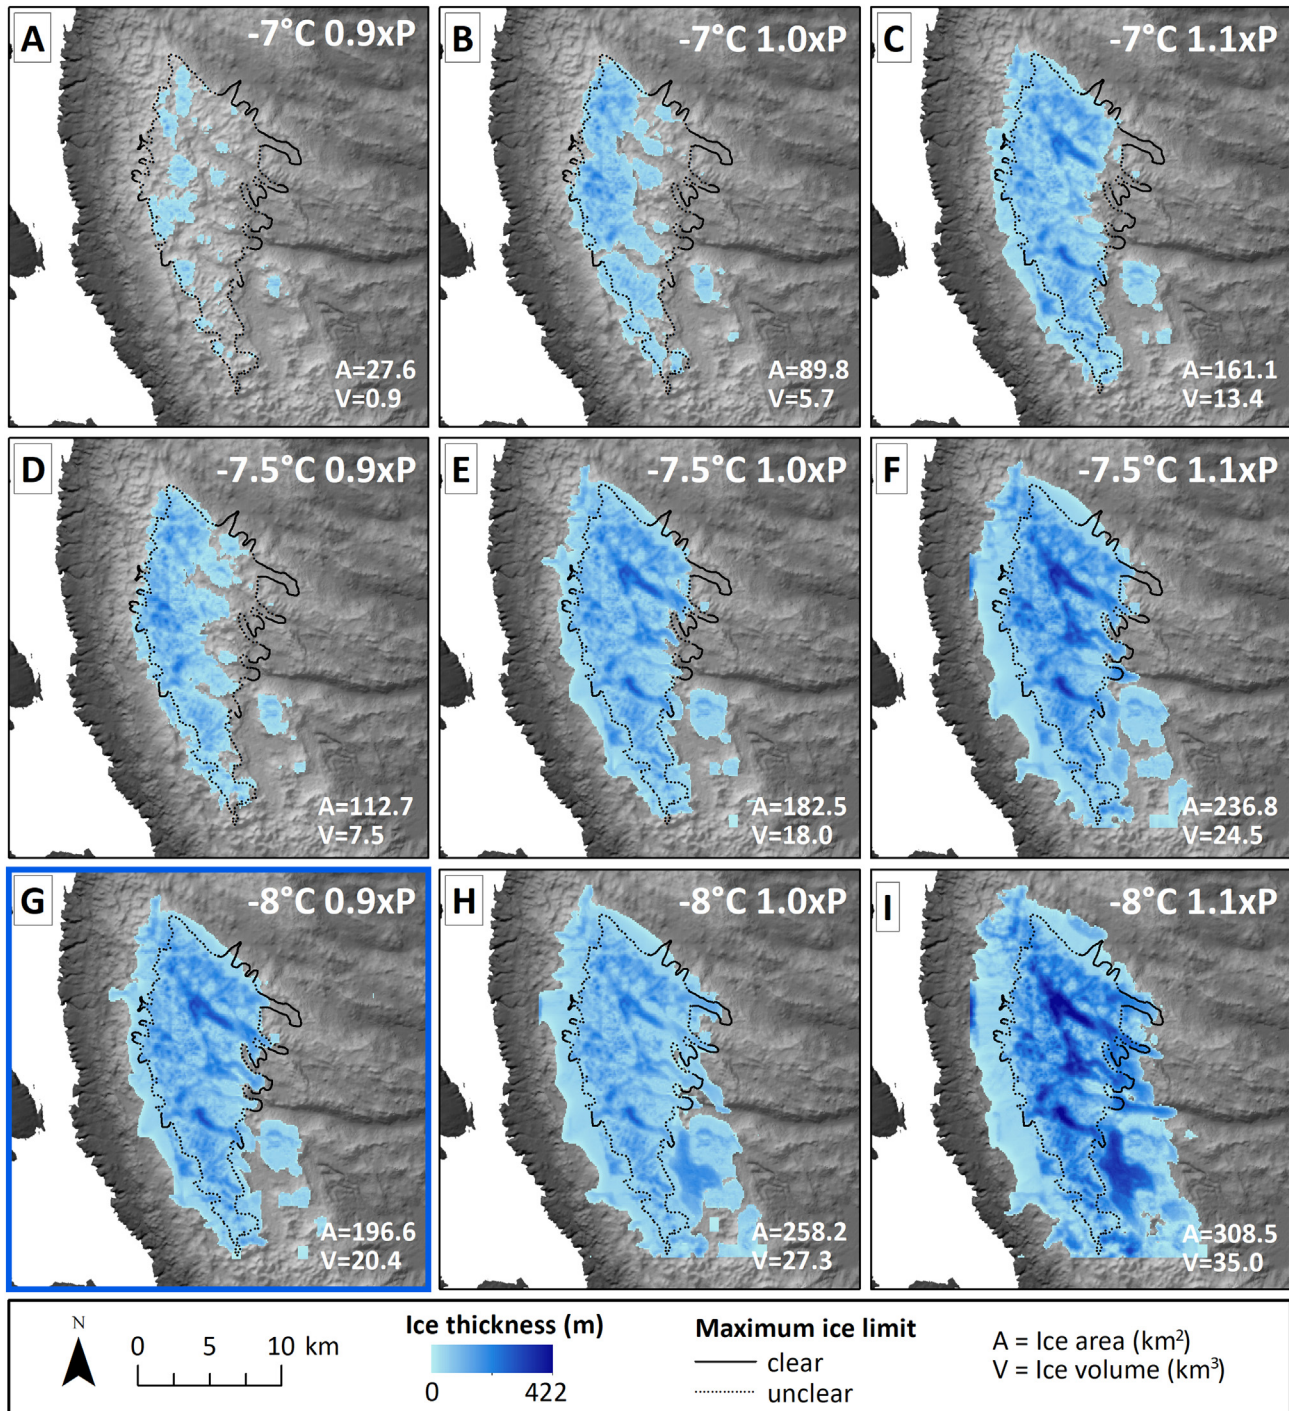 A
-7°C 0.9xP
A=27.6
V=0.9
B
-7°C 1.0xP
A=89.8
V=5.7
C
-7°C 1.1xP
A=161.1
V=13.4
D
-7.5°C 0.9xP
A=112.7
V=7.5
E
-7.5°C 1.0xP
A=182.5
V=18.0
F
-7.5°C 1.1xP
A=236.8
V=24.5
G
-8°C 0.9xP
A=196.6
V=20.4
H
-8°C 1.0xP
A=258.2
V=27.3
I
-8°C 1.1xP
A=308.5
V=35.0
N
0 5 10 km
Ice thickness (m)
0 422
Maximum ice limit
clear
unclear
A = Ice area (km²)
V = Ice volume (km³)